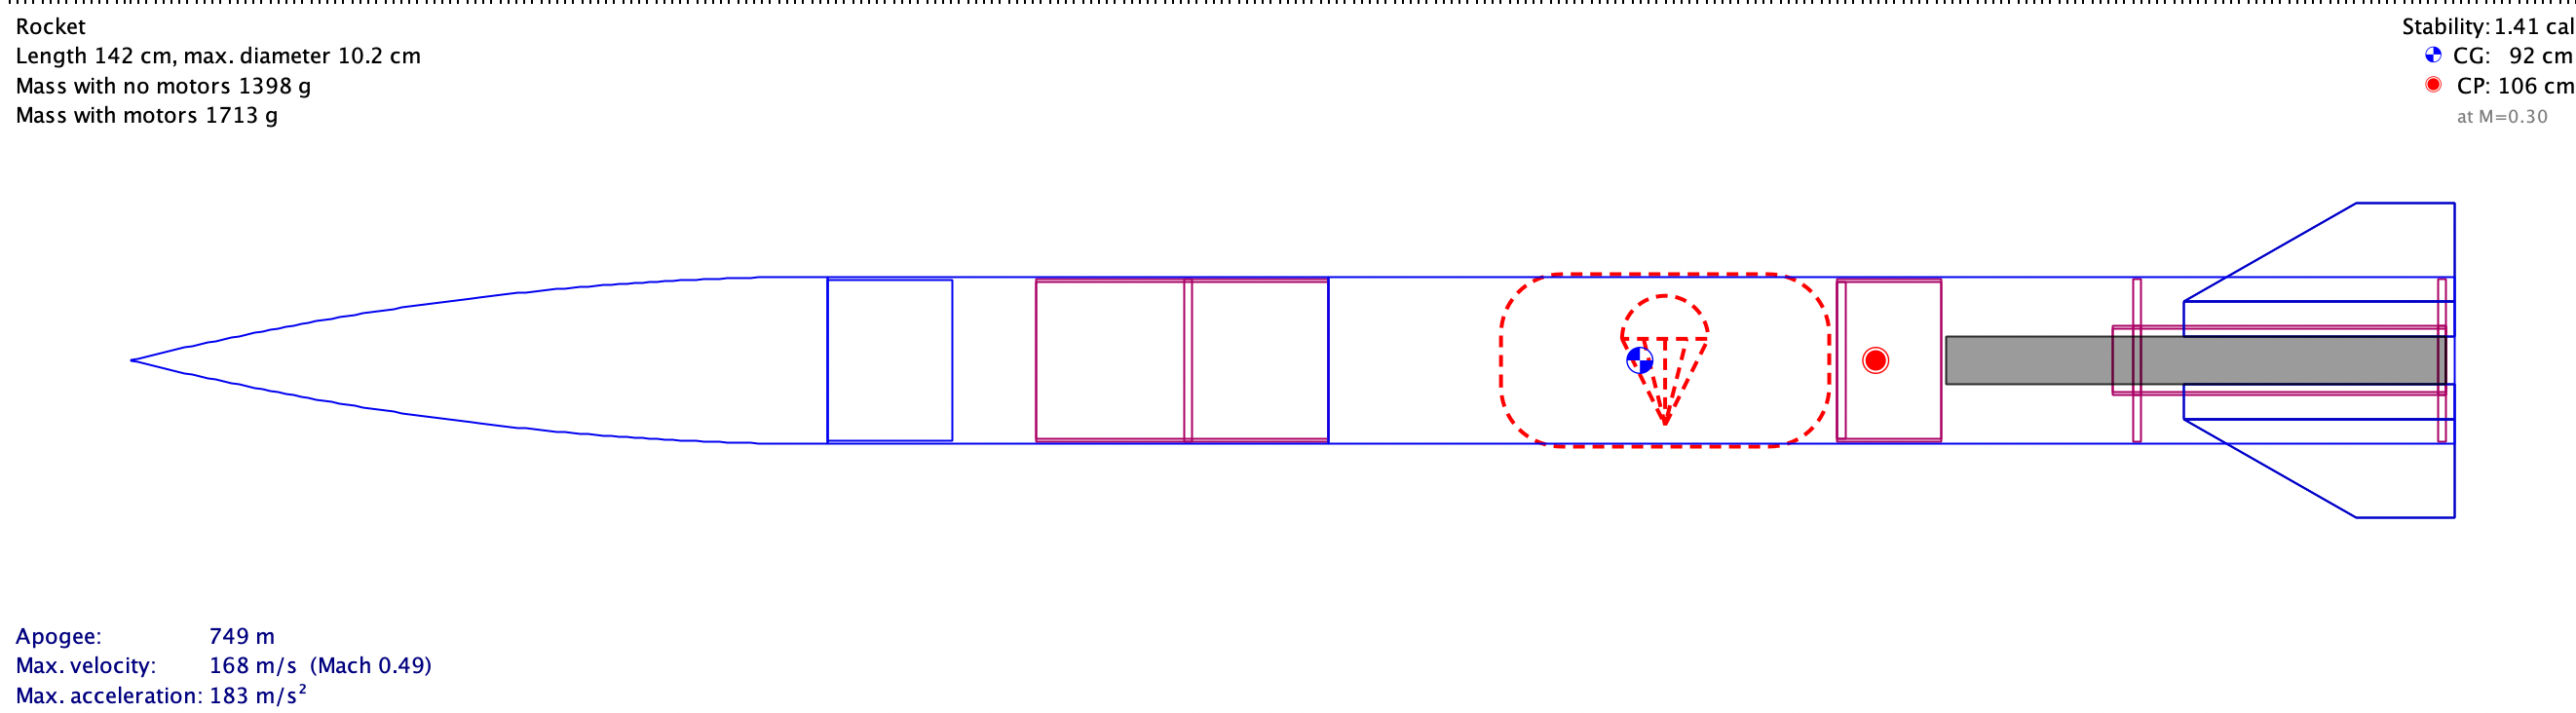 Rocket
Length 142 cm, max. diameter 10.2 cm
Mass with no motors 1398 g
Mass with motors 1713 g
Stability: 1.41 cal
CG: 92 cm
CP: 106 cm
at M=0.30
Apogee: 749 m
Max. velocity: 168 m/s (Mach 0.49)
Max. acceleration: 183 m/s²